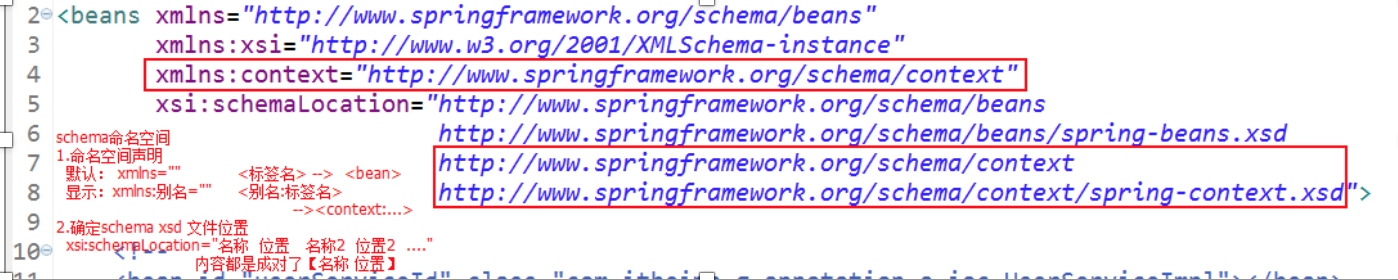 2 <beans xmlns="http://www.springframework.org/schema/beans"
3 xmlns:xsi="http://www.w3.org/2001/XMLSchema-instance"
4 xmlns:context="http://www.springframework.org/schema/context"
5 xsi:schemaLocation="http://www.springframework.org/schema/beans
6 http://www.springframework.org/schema/beans/spring-beans.xsd
7 http://www.springframework.org/schema/context
8 http://www.springframework.org/schema/context/spring-context.xsd">
9
10 <!--
schema命名空间
1.命名空间声明
默认: xmlns="" <标签名> --> <bean>
显示: xmlns:别名="" <别名:标签名>
--><context:...>
2.确定schema xsd 文件位置
xsi:schemaLocation="名称 位置 名称2 位置2 ...."
内容都是成对了【名称 位置】
<bean id="userServiceId"